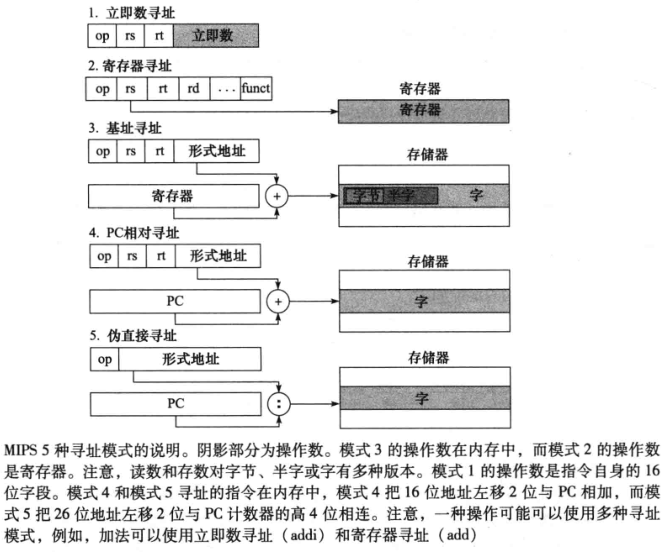 1. 立即数寻址
op rs rt 立即数
2. 寄存器寻址
op rs rt rd ... funct
寄存器
寄存器
3. 基址寻址
op rs rt 形式地址
存储器
寄存器 + 字节 半字 字
4. PC相对寻址
op rs rt 形式地址
存储器
PC + 字
5. 伪直接寻址
op 形式地址
存储器
PC : 字
MIPS 5 种寻址模式的说明。阴影部分为操作数。模式 3 的操作数在内存中，而模式 2 的操作数
是寄存器。注意，读数和存数对字节、半字或字有多种版本。模式 1 的操作数是指令自身的 16
位字段。模式 4 和模式 5 寻址的指令在内存中，模式 4 把 16 位地址左移 2 位与 PC 相加，而模
式 5 把 26 位地址左移 2 位与 PC 计数器的高 4 位相连。注意，一种操作可能可以使用多种寻址
模式，例如，加法可以使用立即数寻址（addi）和寄存器寻址（add）